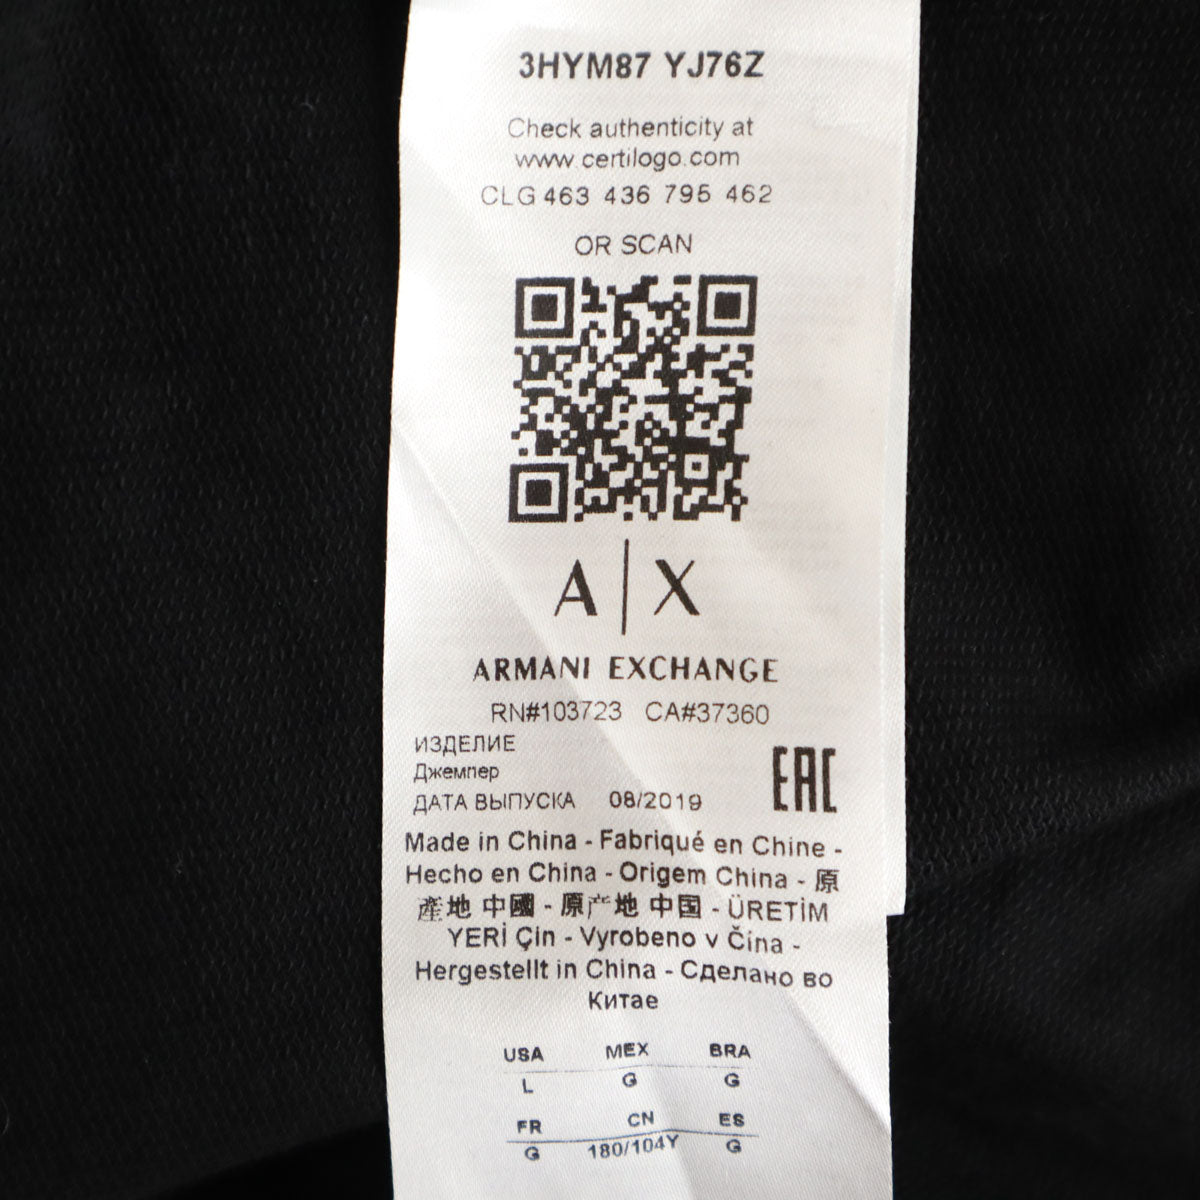 3HYM87 YJ76Z
Check authenticity at
www.certilogo.com
CLG 463 436 795 462
OR SCAN
A|X
ARMANI EXCHANGE
RN#103723 CA#37360
ИЗДЕЛИЕ
Джемпер
ДАТА ВЫПУСКА 08/2019
EAC
Made in China - Fabriqué en Chine -
Hecho en China - Origem China - 原
產地 中國 - 原产地 中国 - ÜRETİM
YERİ Çin - Vyrobeno v Čína -
Hergestellt in China - Сделано во
Китае
USA MEX BRA
L G G
FR CN ES
G 180/104Y G